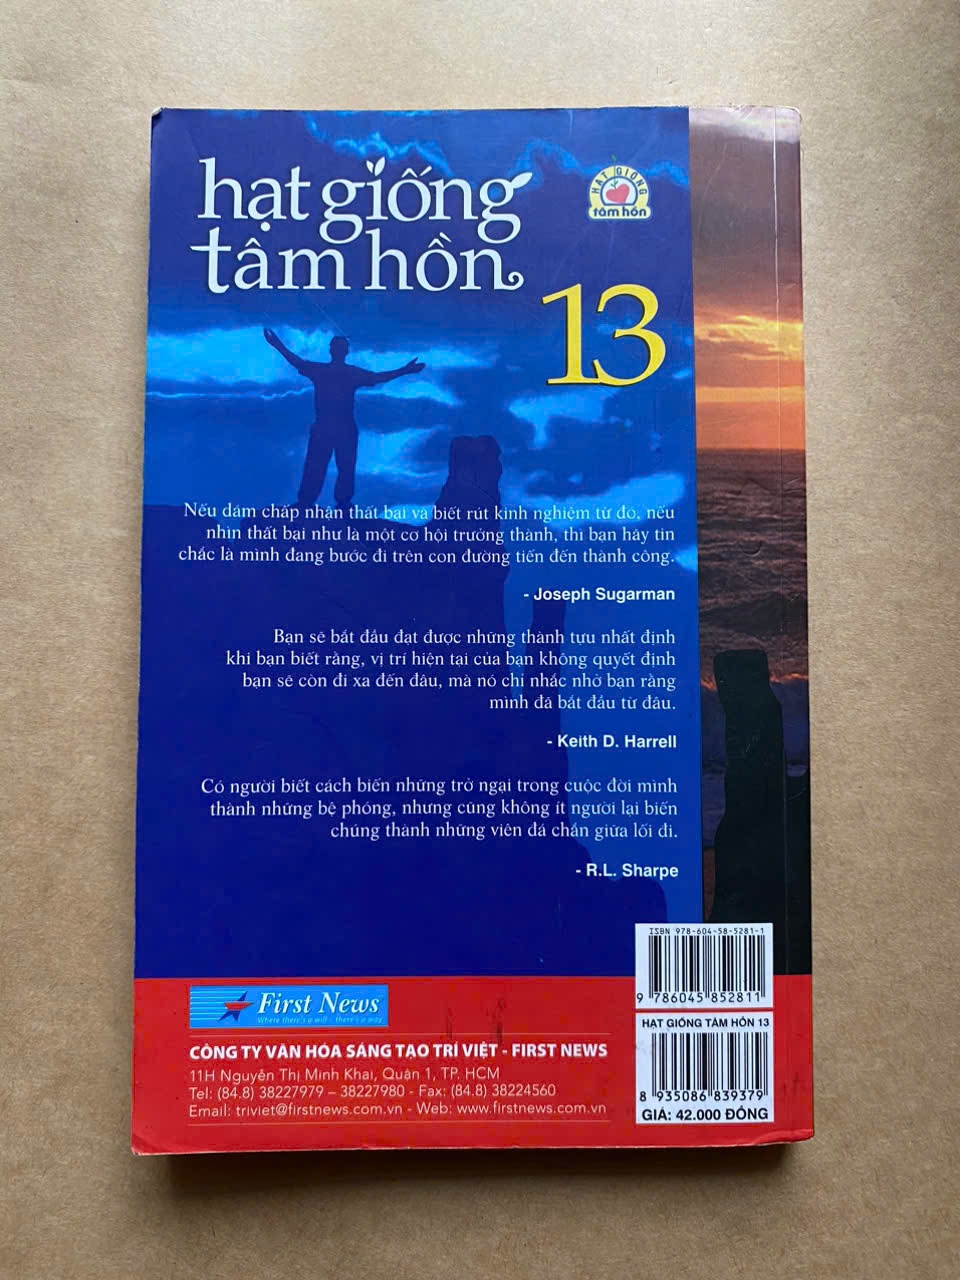 hạt giống
tâm hồn
HẠT GIỐNG
tâm hồn
13
Nếu dám chấp nhận thất bại và biết rút kinh nghiệm từ đó, nếu
nhìn thất bại như là một cơ hội trưởng thành, thì bạn hãy tin
chắc là mình đang bước đi trên con đường tiến đến thành công.
- Joseph Sugarman
Bạn sẽ bắt đầu đạt được những thành tựu nhất định
khi bạn biết rằng, vị trí hiện tại của bạn không quyết định
bạn sẽ còn đi xa đến đâu, mà nó chỉ nhắc nhở bạn rằng
mình đã bắt đầu từ đâu.
- Keith D. Harrell
Có người biết cách biến những trở ngại trong cuộc đời mình
thành những bệ phóng, nhưng cũng không ít người lại biến
chúng thành những viên đá chắn giữa lối đi.
- R.L. Sharpe
ISBN 978-604-58-5281-1
9 786045 852811
First News
Where there's a will - there's a way
CÔNG TY VĂN HÓA SÁNG TẠO TRÍ VIỆT - FIRST NEWS
11H Nguyễn Thị Minh Khai, Quận 1, TP. HCM
Tel: (84.8) 38227979 – 38227980 - Fax: (84.8) 38224560
Email: triviet@firstnews.com.vn - Web: www.firstnews.com.vn
HẠT GIỐNG TÂM HỒN 13
8 935086 839379
GIÁ: 42.000 ĐỒNG